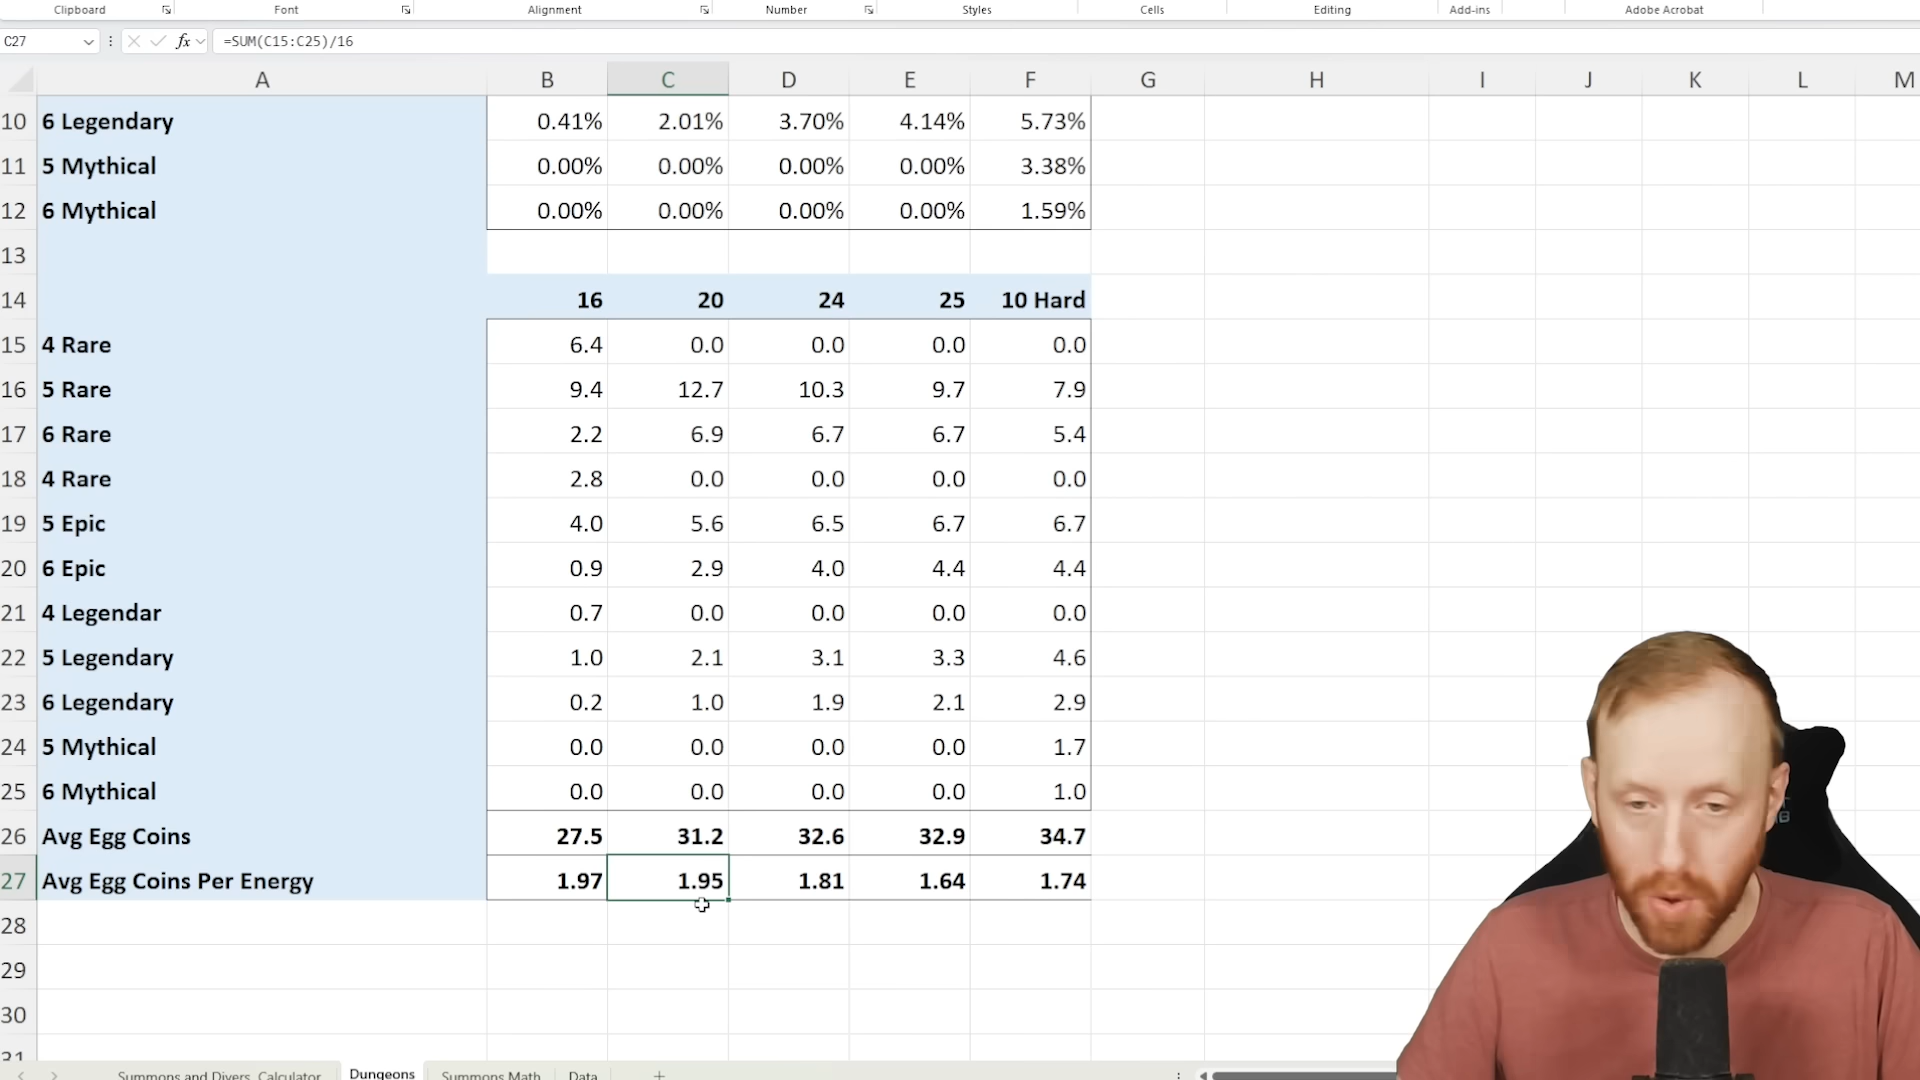 Clipboard Font Alignment Number Styles Cells Editing Add-ins Adobe Acrobat
C27 fx =SUM(C15:C25)/16
A B C D E F G H I J K L M
10 6 Legendary 0.41% 2.01% 3.70% 4.14% 5.73%
11 5 Mythical 0.00% 0.00% 0.00% 0.00% 3.38%
12 6 Mythical 0.00% 0.00% 0.00% 0.00% 1.59%
13
14 16 20 24 25 10 Hard
15 4 Rare 6.4 0.0 0.0 0.0 0.0
16 5 Rare 9.4 12.7 10.3 9.7 7.9
17 6 Rare 2.2 6.9 6.7 6.7 5.4
18 4 Rare 2.8 0.0 0.0 0.0 0.0
19 5 Epic 4.0 5.6 6.5 6.7 6.7
20 6 Epic 0.9 2.9 4.0 4.4 4.4
21 4 Legendar 0.7 0.0 0.0 0.0 0.0
22 5 Legendary 1.0 2.1 3.1 3.3 4.6
23 6 Legendary 0.2 1.0 1.9 2.1 2.9
24 5 Mythical 0.0 0.0 0.0 0.0 1.7
25 6 Mythical 0.0 0.0 0.0 0.0 1.0
26 Avg Egg Coins 27.5 31.2 32.6 32.9 34.7
27 Avg Egg Coins Per Energy 1.97 1.95 1.81 1.64 1.74
28
29
30
31
Summons and Divers. Calculator Dungeons Summons Math Data